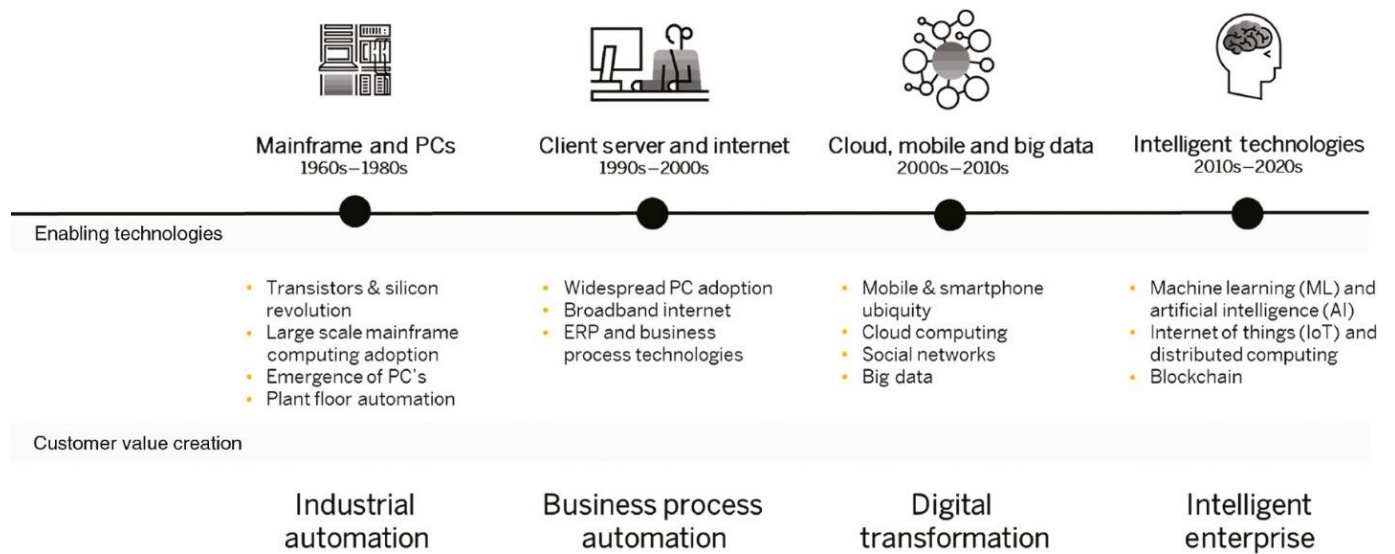 Mainframe and PCs
1960s–1980s
Client server and internet
1990s–2000s
Cloud, mobile and big data
2000s–2010s
Intelligent technologies
2010s–2020s
Enabling technologies
• Transistors & silicon
revolution
• Large scale mainframe
computing adoption
• Emergence of PC's
• Plant floor automation
• Widespread PC adoption
• Broadband internet
• ERP and business
process technologies
• Mobile & smartphone
ubiquity
• Cloud computing
• Social networks
• Big data
• Machine learning (ML) and
artificial intelligence (AI)
• Internet of things (IoT) and
distributed computing
• Blockchain
Customer value creation
Industrial
automation
Business process
automation
Digital
transformation
Intelligent
enterprise